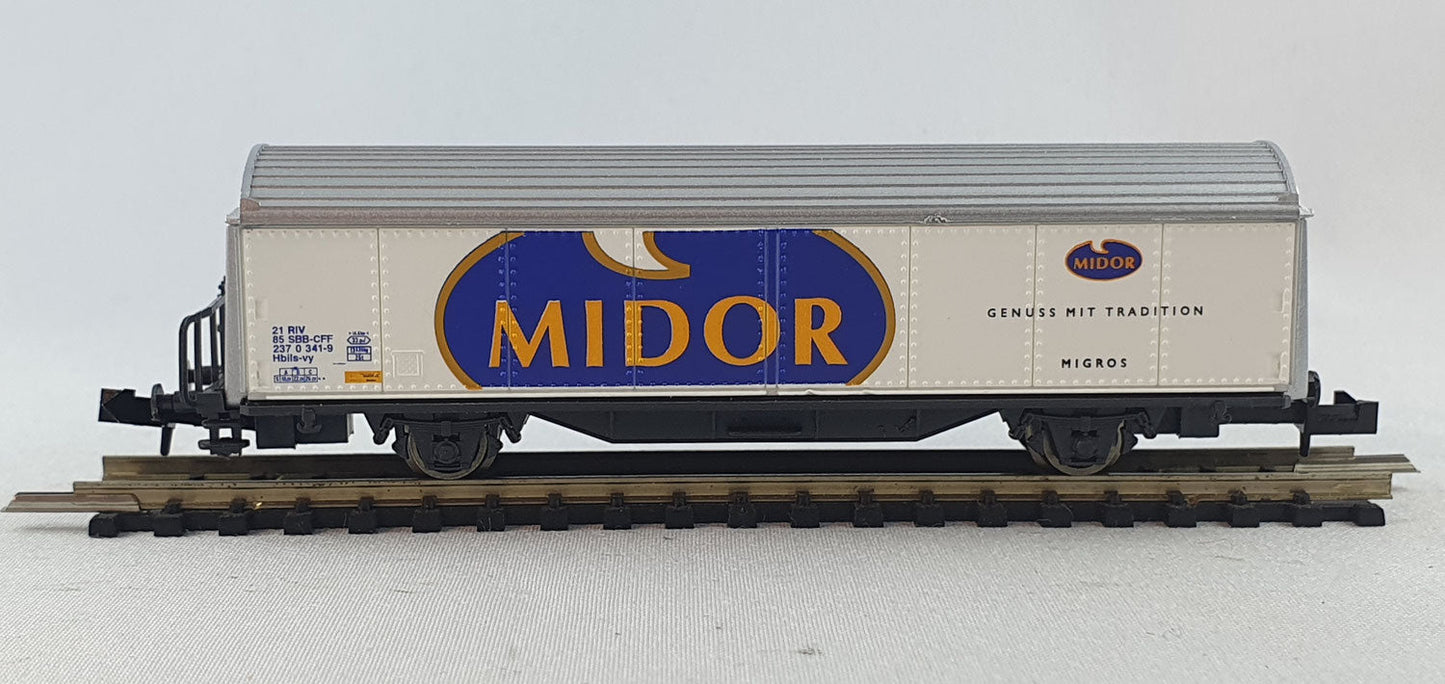 MIDOR
21 RIV
85 SBB-CFF
237 0 341-9
Hbils-vy
A B C
MIDOR
GENUSS MIT TRADITION
MIGROS